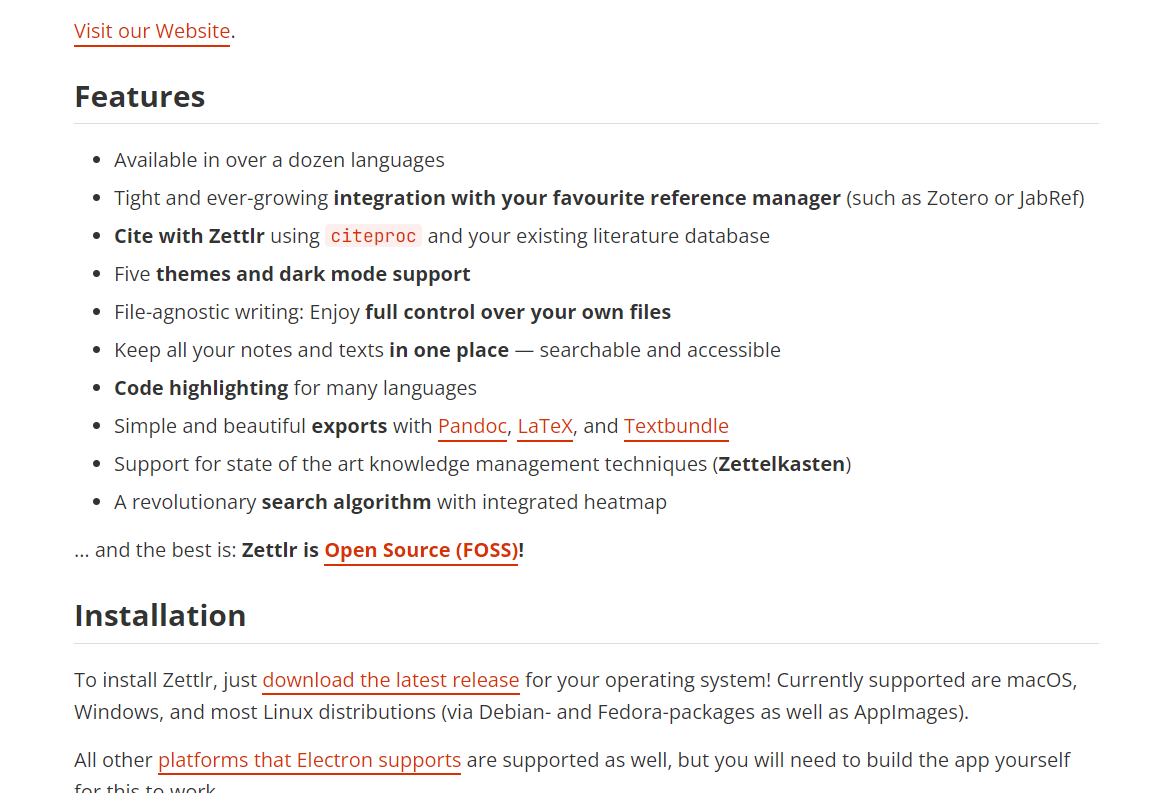 Visit our Website.
Features
Available in over a dozen languages
Tight and ever-growing integration with your favourite reference manager (such as Zotero or JabRef)
Cite with Zettlr using citeproc and your existing literature database
Five themes and dark mode support
File-agnostic writing: Enjoy full control over your own files
Keep all your notes and texts in one place — searchable and accessible
Code highlighting for many languages
Simple and beautiful exports with Pandoc, LaTeX, and Textbundle
Support for state of the art knowledge management techniques (Zettelkasten)
A revolutionary search algorithm with integrated heatmap
... and the best is: Zettlr is Open Source (FOSS)!
Installation
To install Zettlr, just download the latest release for your operating system! Currently supported are macOS,
Windows, and most Linux distributions (via Debian- and Fedora-packages as well as AppImages).
All other platforms that Electron supports are supported as well, but you will need to build the app yourself
for this to work